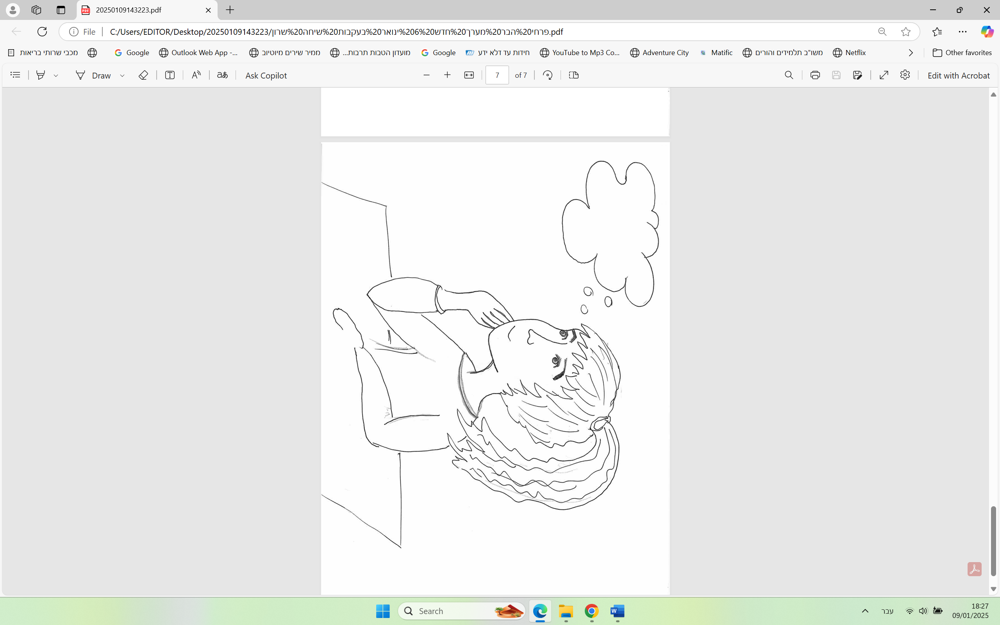 20250109143223.pdf
File
C:/Users/EDITOR/Desktop/20250109143223/פרחי%20הבר%20מערך%20חדש%206%20ינואר%20בעקבות%20שיחה%20שרון.pdf
מכבי שרותי בריאות
Google
Outlook Web App -...
ממיר שירים מיוטיוב
מועדון הטבות תרבות...
Google
חידות עד דלא ידע
YouTube to Mp3 Co...
Adventure City
Matific
משו"ב תלמידים והורים
Netflix
Other favorites
Draw
Ask Copilot
7 of 7
Edit with Acrobat
Search
עבר
18:27
09/01/2025